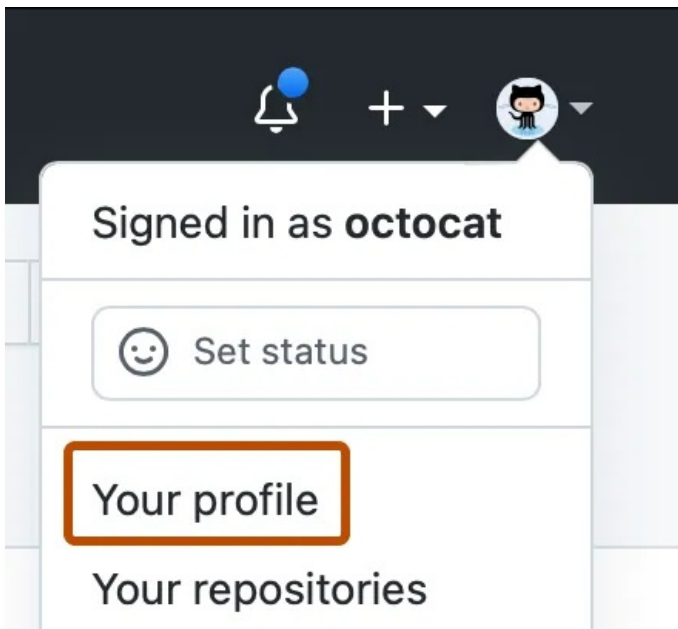 Signed in as octocat
Set status
Your profile
Your repositories